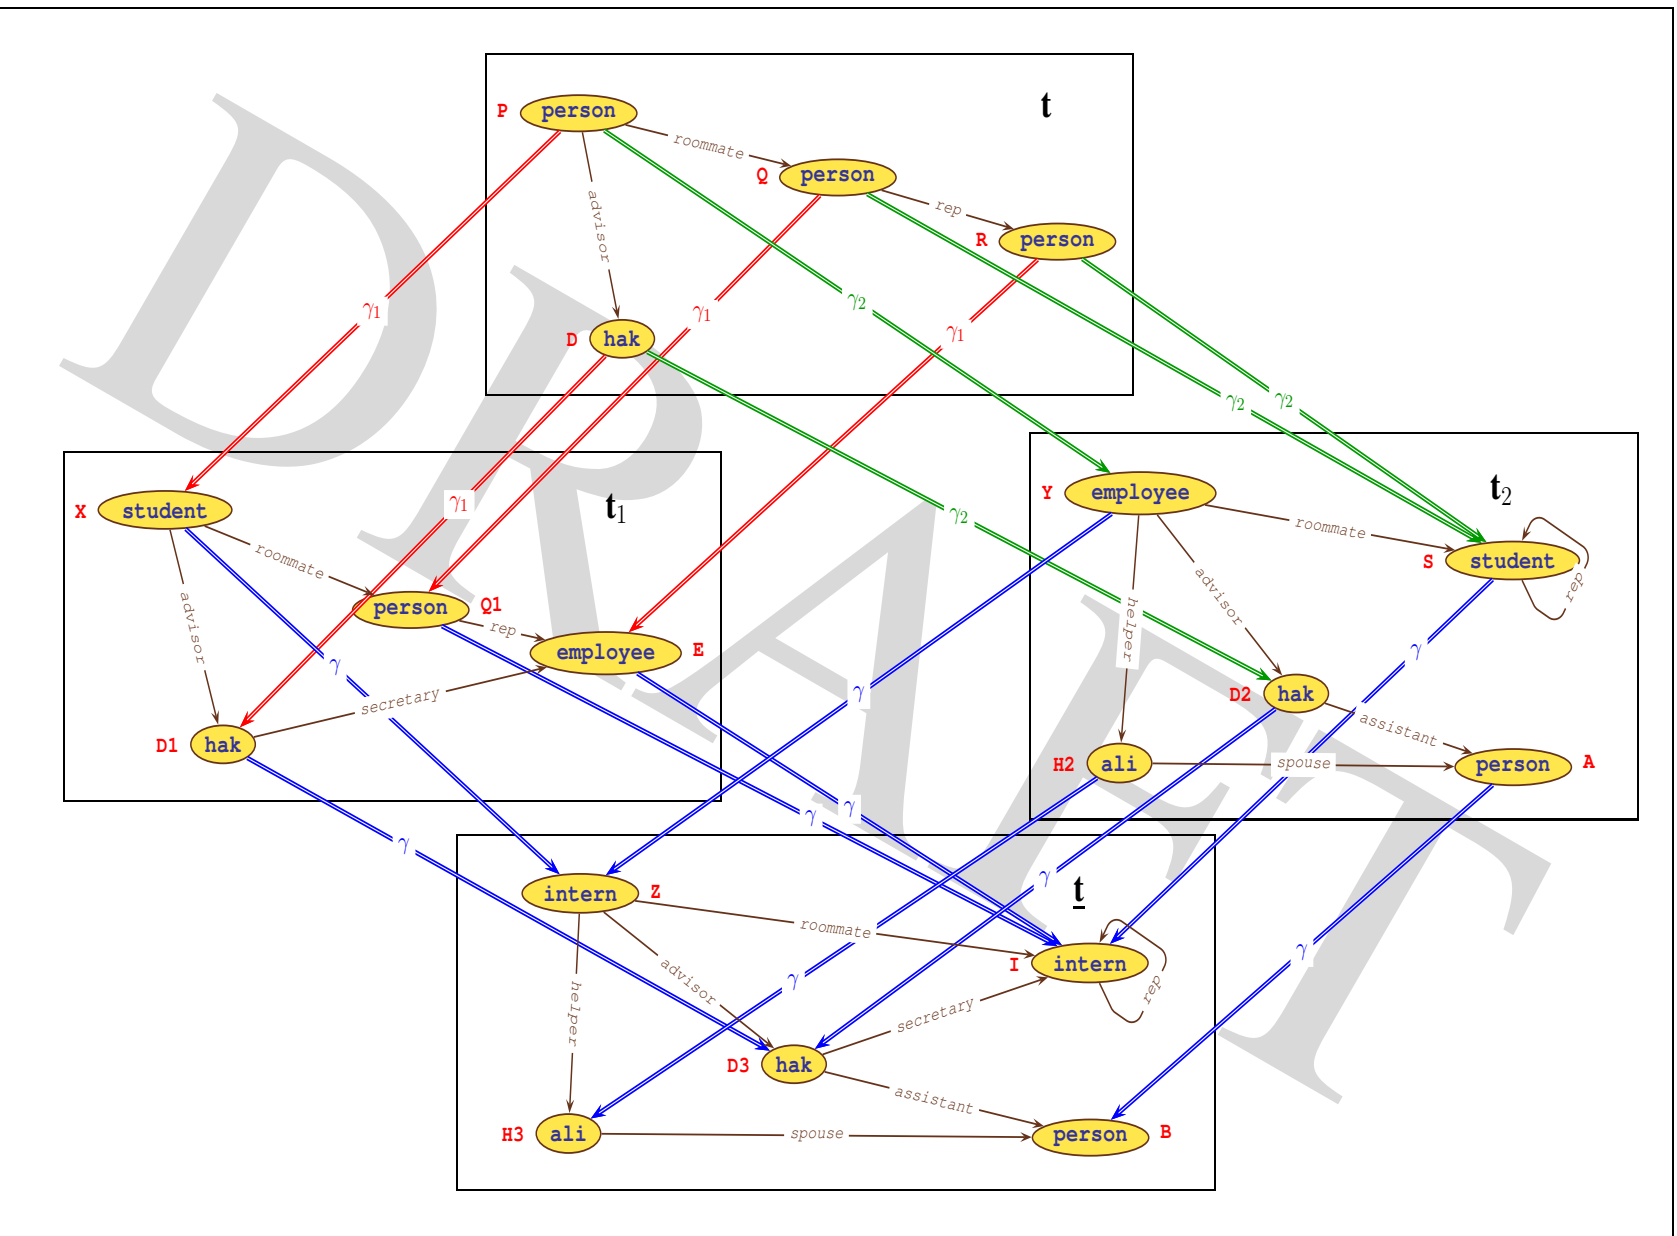 DRAFT
t
P person
roommate
Q person
rep
R person
advisor
D hak
γ1
γ1
γ1
γ1
γ2
γ2
γ2
γ2
t1
X student
roommate
person Q1
rep
employee E
advisor
secretary
D1 hak
t2
Y employee
roommate
S student
rep
advisor
helper
D2 hak
assistant
H2 ali
spouse
person A
γ
γ
γ
γ
γ
γ
γ
γ
γ
t
intern Z
roommate
I intern
rep
advisor
helper
secretary
D3 hak
assistant
H3 ali
spouse
person B